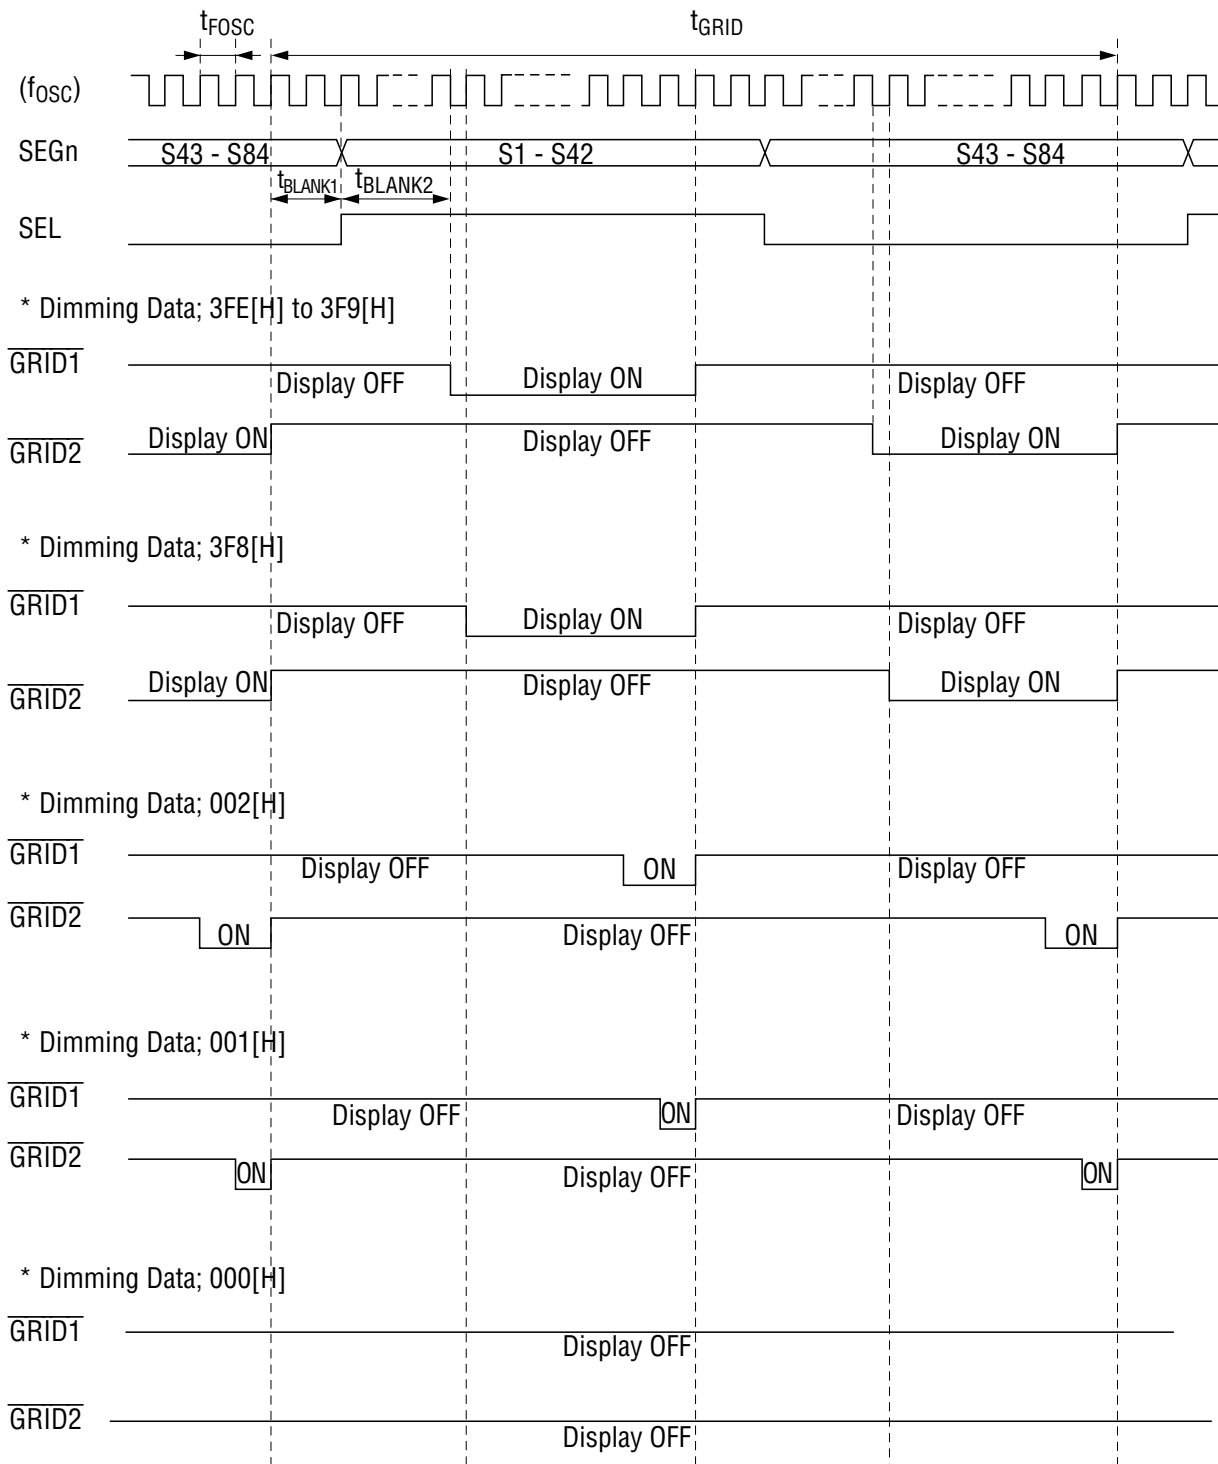 tFOSC tGRID
(fOSC)
SEGn S43 - S84 S1 - S42 S43 - S84
tBLANK1 tBLANK2
SEL
* Dimming Data; 3FE[H] to 3F9[H]
GRID1 Display OFF Display ON Display OFF
GRID2 Display ON Display OFF Display ON
* Dimming Data; 3F8[H]
GRID1 Display OFF Display ON Display OFF
GRID2 Display ON Display OFF Display ON
* Dimming Data; 002[H]
GRID1 Display OFF ON Display OFF
GRID2 ON Display OFF ON
* Dimming Data; 001[H]
GRID1 Display OFF ON Display OFF
GRID2 ON Display OFF ON
* Dimming Data; 000[H]
GRID1 Display OFF
GRID2 Display OFF